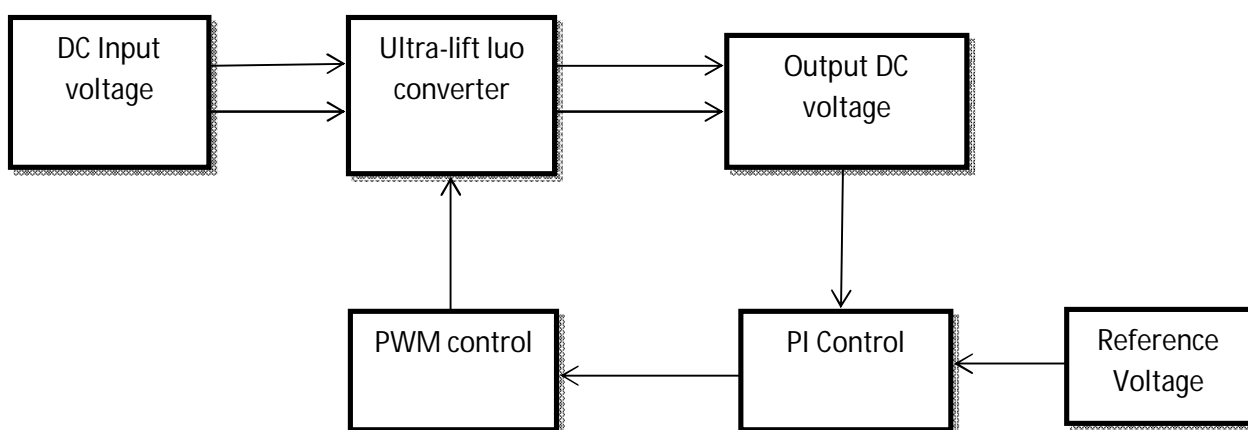 DC Input
voltage
Ultra-lift luo
converter
Output DC
voltage
PWM control
PI Control
Reference
Voltage